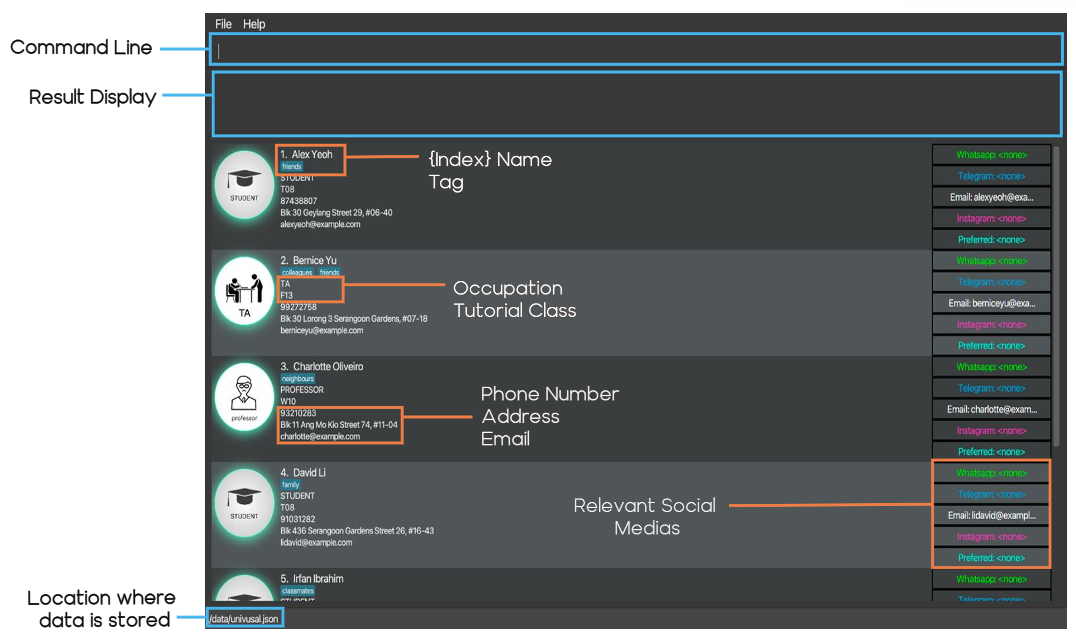 File Help
Command Line
Result Display
1. Alex Yeoh
friends
STUDENT
T08
87438807
Blk 30 Geylang Street 29, #06-40
alexyeoh@example.com
STUDENT
{Index} Name
Tag
Whatsapp: <none>
Telegram: <none>
Email: alexyeoh@exa...
Instagram: <none>
Preferred: <none>
2. Bernice Yu
colleagues friends
TA
F13
99272758
Blk 30 Lorong 3 Serangoon Gardens, #07-18
berniceyu@example.com
TA
Occupation
Tutorial Class
Whatsapp: <none>
Telegram: <none>
Email: berniceyu@exa...
Instagram: <none>
Preferred: <none>
3. Charlotte Oliveiro
neighbours
PROFESSOR
W10
93210283
Blk 11 Ang Mo Kio Street 74, #11-04
charlotte@example.com
professor
Phone Number
Address
Email
Whatsapp: <none>
Telegram: <none>
Email: charlotte@exam...
Instagram: <none>
Preferred: <none>
4. David Li
family
STUDENT
T08
91031282
Blk 436 Serangoon Gardens Street 26, #16-43
lidavid@example.com
STUDENT
Relevant Social
Medias
Whatsapp: <none>
Telegram: <none>
Email: lidavid@exampl...
Instagram: <none>
Preferred: <none>
5. Irfan Ibrahim
classmates
STUDENT
Whatsapp: <none>
Telegram: <none>
Location where
data is stored
/data/univusal.json